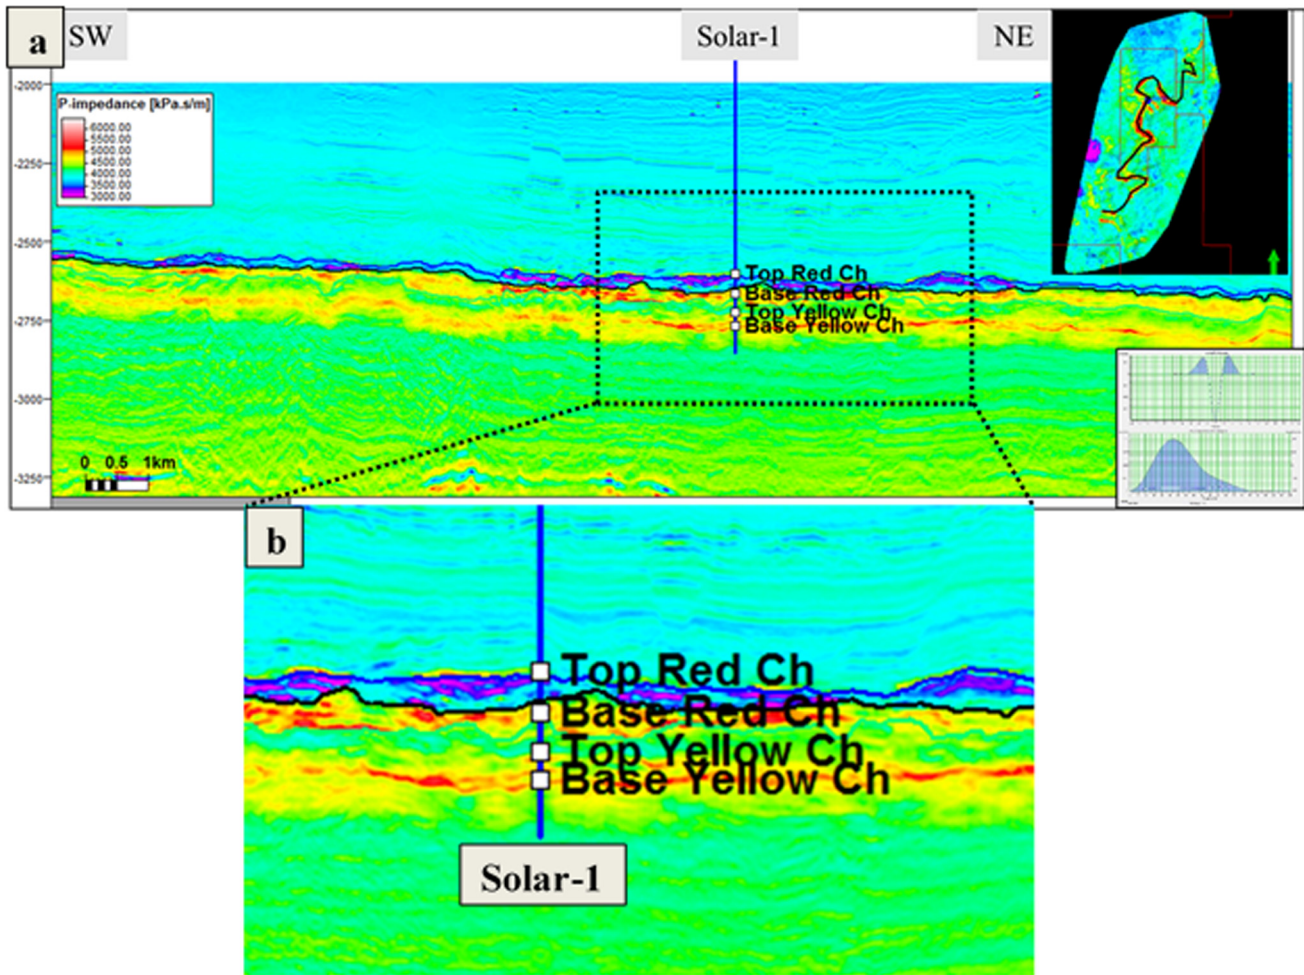 a
SW
Solar-1
NE
P-impedance [kPa.s/m]
6000.00
5500.00
5000.00
4500.00
4000.00
3500.00
3000.00
-2000
-2250
-2500
-2750
-3000
-3250
Top Red Ch
Base Red Ch
Top Yellow Ch
Base Yellow Ch
0 0.5 1km
b
Top Red Ch
Base Red Ch
Top Yellow Ch
Base Yellow Ch
Solar-1